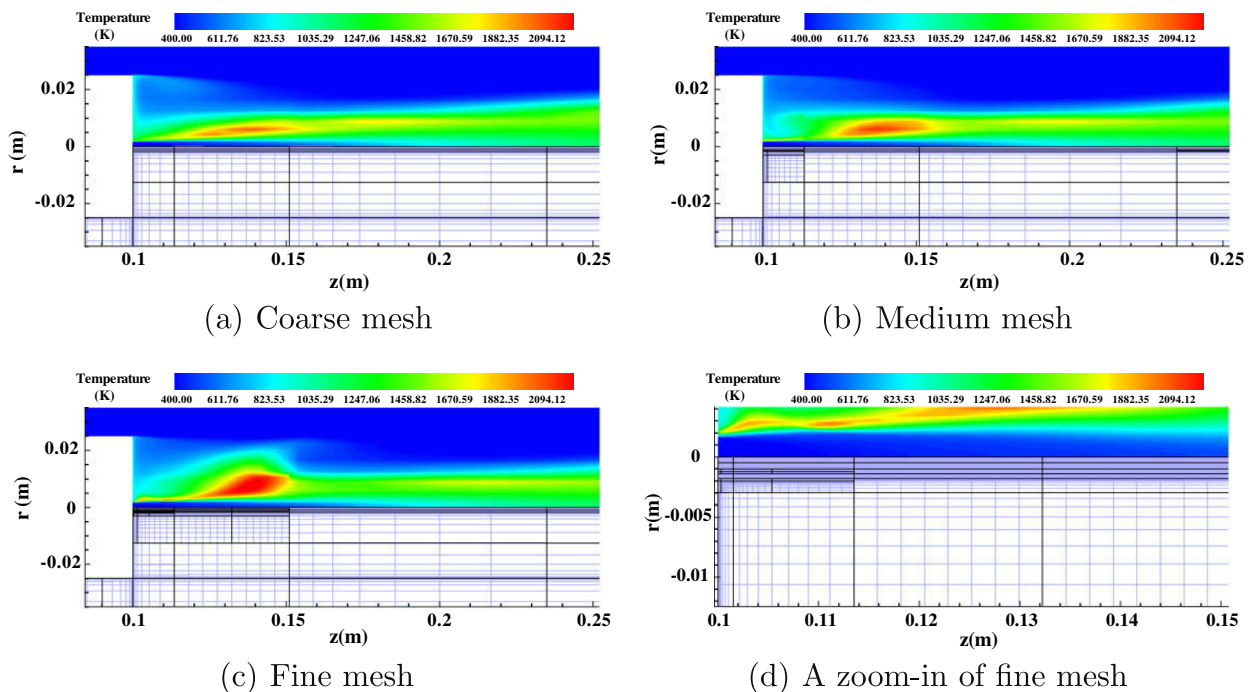 Temperature
(K)
400.00 611.76 823.53 1035.29 1247.06 1458.82 1670.59 1882.35 2094.12
0.02
0
-0.02
r (m)
0.1 0.15 0.2 0.25
z(m)
(a) Coarse mesh
Temperature
(K)
400.00 611.76 823.53 1035.29 1247.06 1458.82 1670.59 1882.35 2094.12
0.02
0
-0.02
r (m)
0.1 0.15 0.2 0.25
z(m)
(b) Medium mesh
Temperature
(K)
400.00 611.76 823.53 1035.29 1247.06 1458.82 1670.59 1882.35 2094.12
0.02
0
-0.02
r (m)
0.1 0.15 0.2 0.25
z(m)
(c) Fine mesh
Temperature
(K)
400.00 611.76 823.53 1035.29 1247.06 1458.82 1670.59 1882.35 2094.12
0
-0.005
-0.01
r(m)
0.1 0.11 0.12 0.13 0.14 0.15
z(m)
(d) A zoom-in of fine mesh